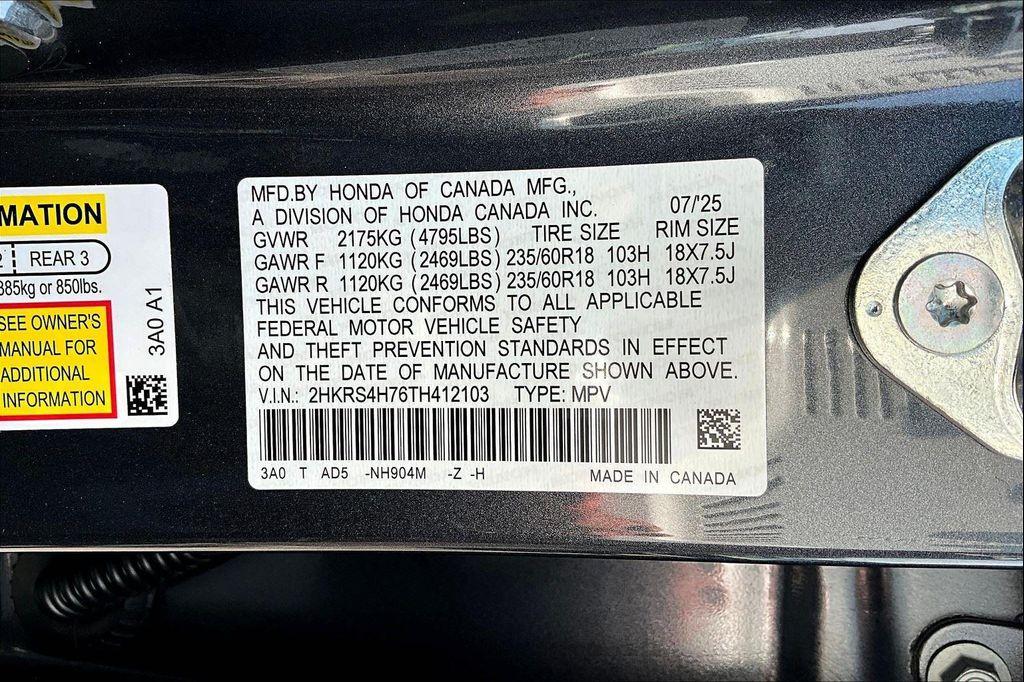 MATION
2 REAR 3
385kg or 850lbs.
SEE OWNER'S
MANUAL FOR
ADDITIONAL
INFORMATION
3A0 A1
MFD.BY HONDA OF CANADA MFG.,
A DIVISION OF HONDA CANADA INC. 07/'25
GVWR 2175KG (4795LBS) TIRE SIZE RIM SIZE
GAWR F 1120KG (2469LBS) 235/60R18 103H 18X7.5J
GAWR R 1120KG (2469LBS) 235/60R18 103H 18X7.5J
THIS VEHICLE CONFORMS TO ALL APPLICABLE
FEDERAL MOTOR VEHICLE SAFETY
AND THEFT PREVENTION STANDARDS IN EFFECT
ON THE DATE OF MANUFACTURE SHOWN ABOVE.
V.I.N.: 2HKRS4H76TH412103 TYPE: MPV
3A0 T AD5 -NH904M -Z -H MADE IN CANADA